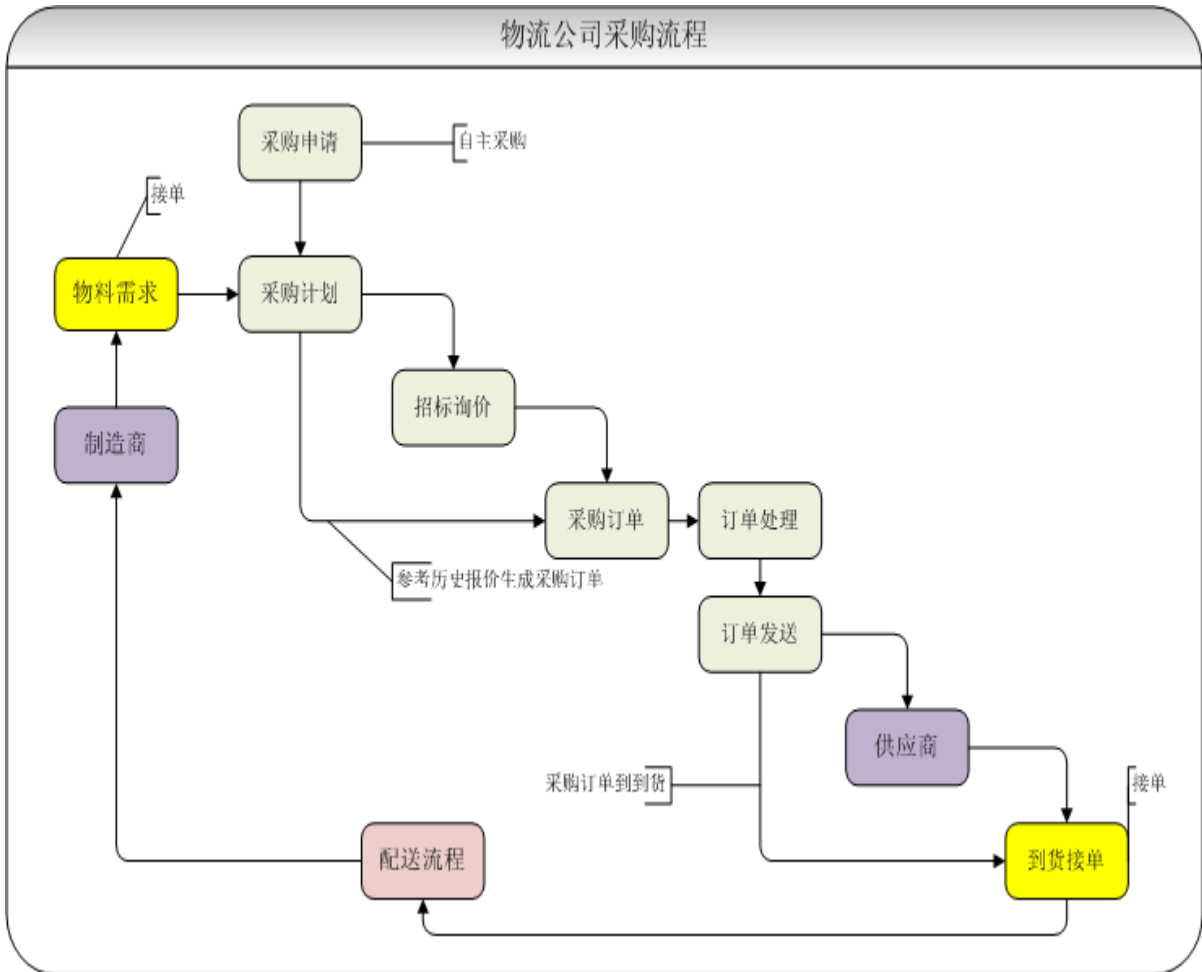 物流公司采购流程
采购申请
自主采购
接单
物料需求
采购计划
招标询价
制造商
采购订单
订单处理
参考历史报价生成采购订单
订单发送
供应商
采购订单到到货
接单
配送流程
到货接单